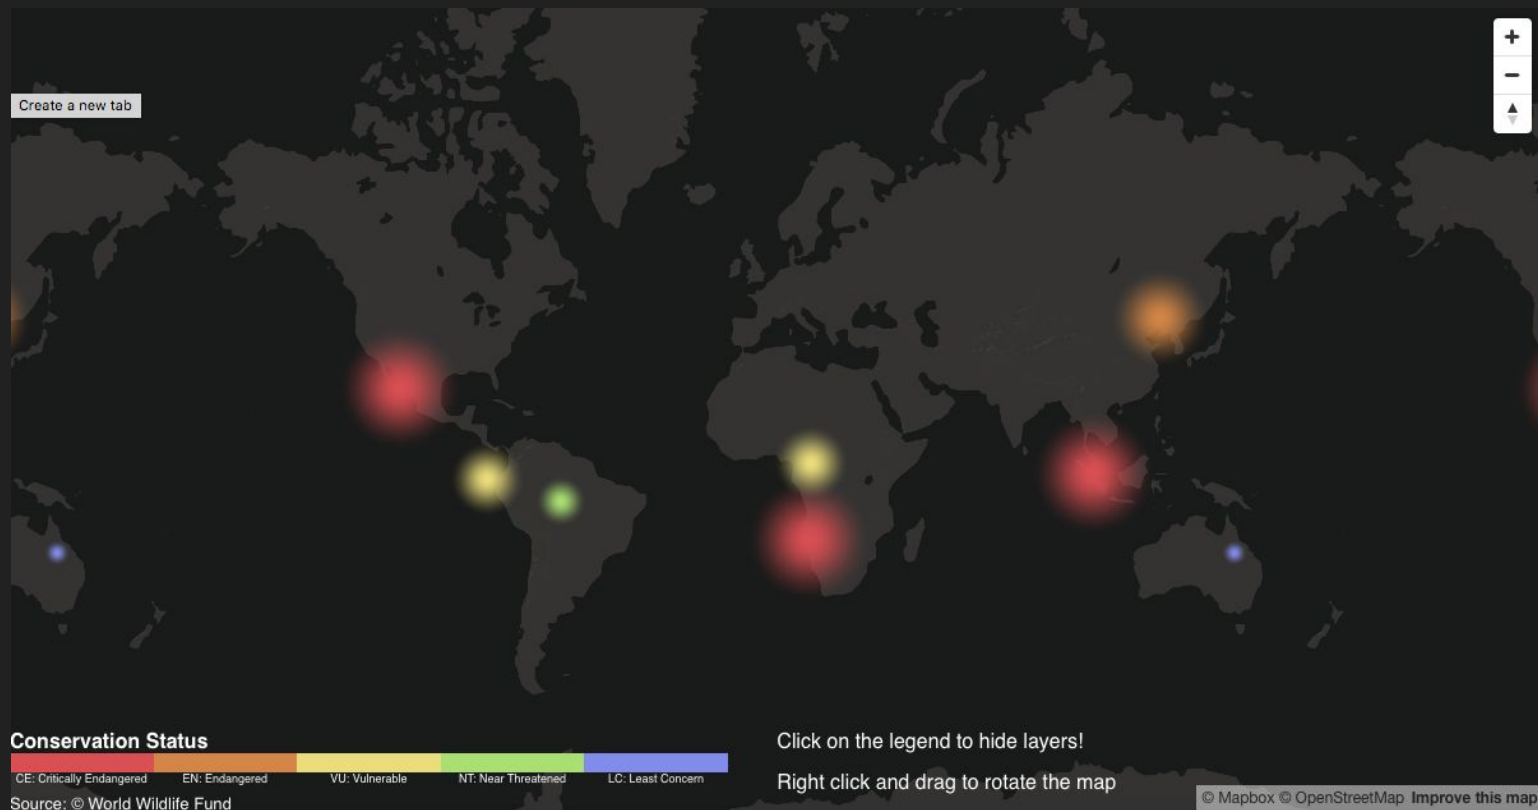 +
−
Create a new tab
Conservation Status
CE: Critically Endangered EN: Endangered VU: Vulnerable NT: Near Threatened LC: Least Concern
Source: © World Wildlife Fund
Click on the legend to hide layers!
Right click and drag to rotate the map
© Mapbox © OpenStreetMap Improve this map